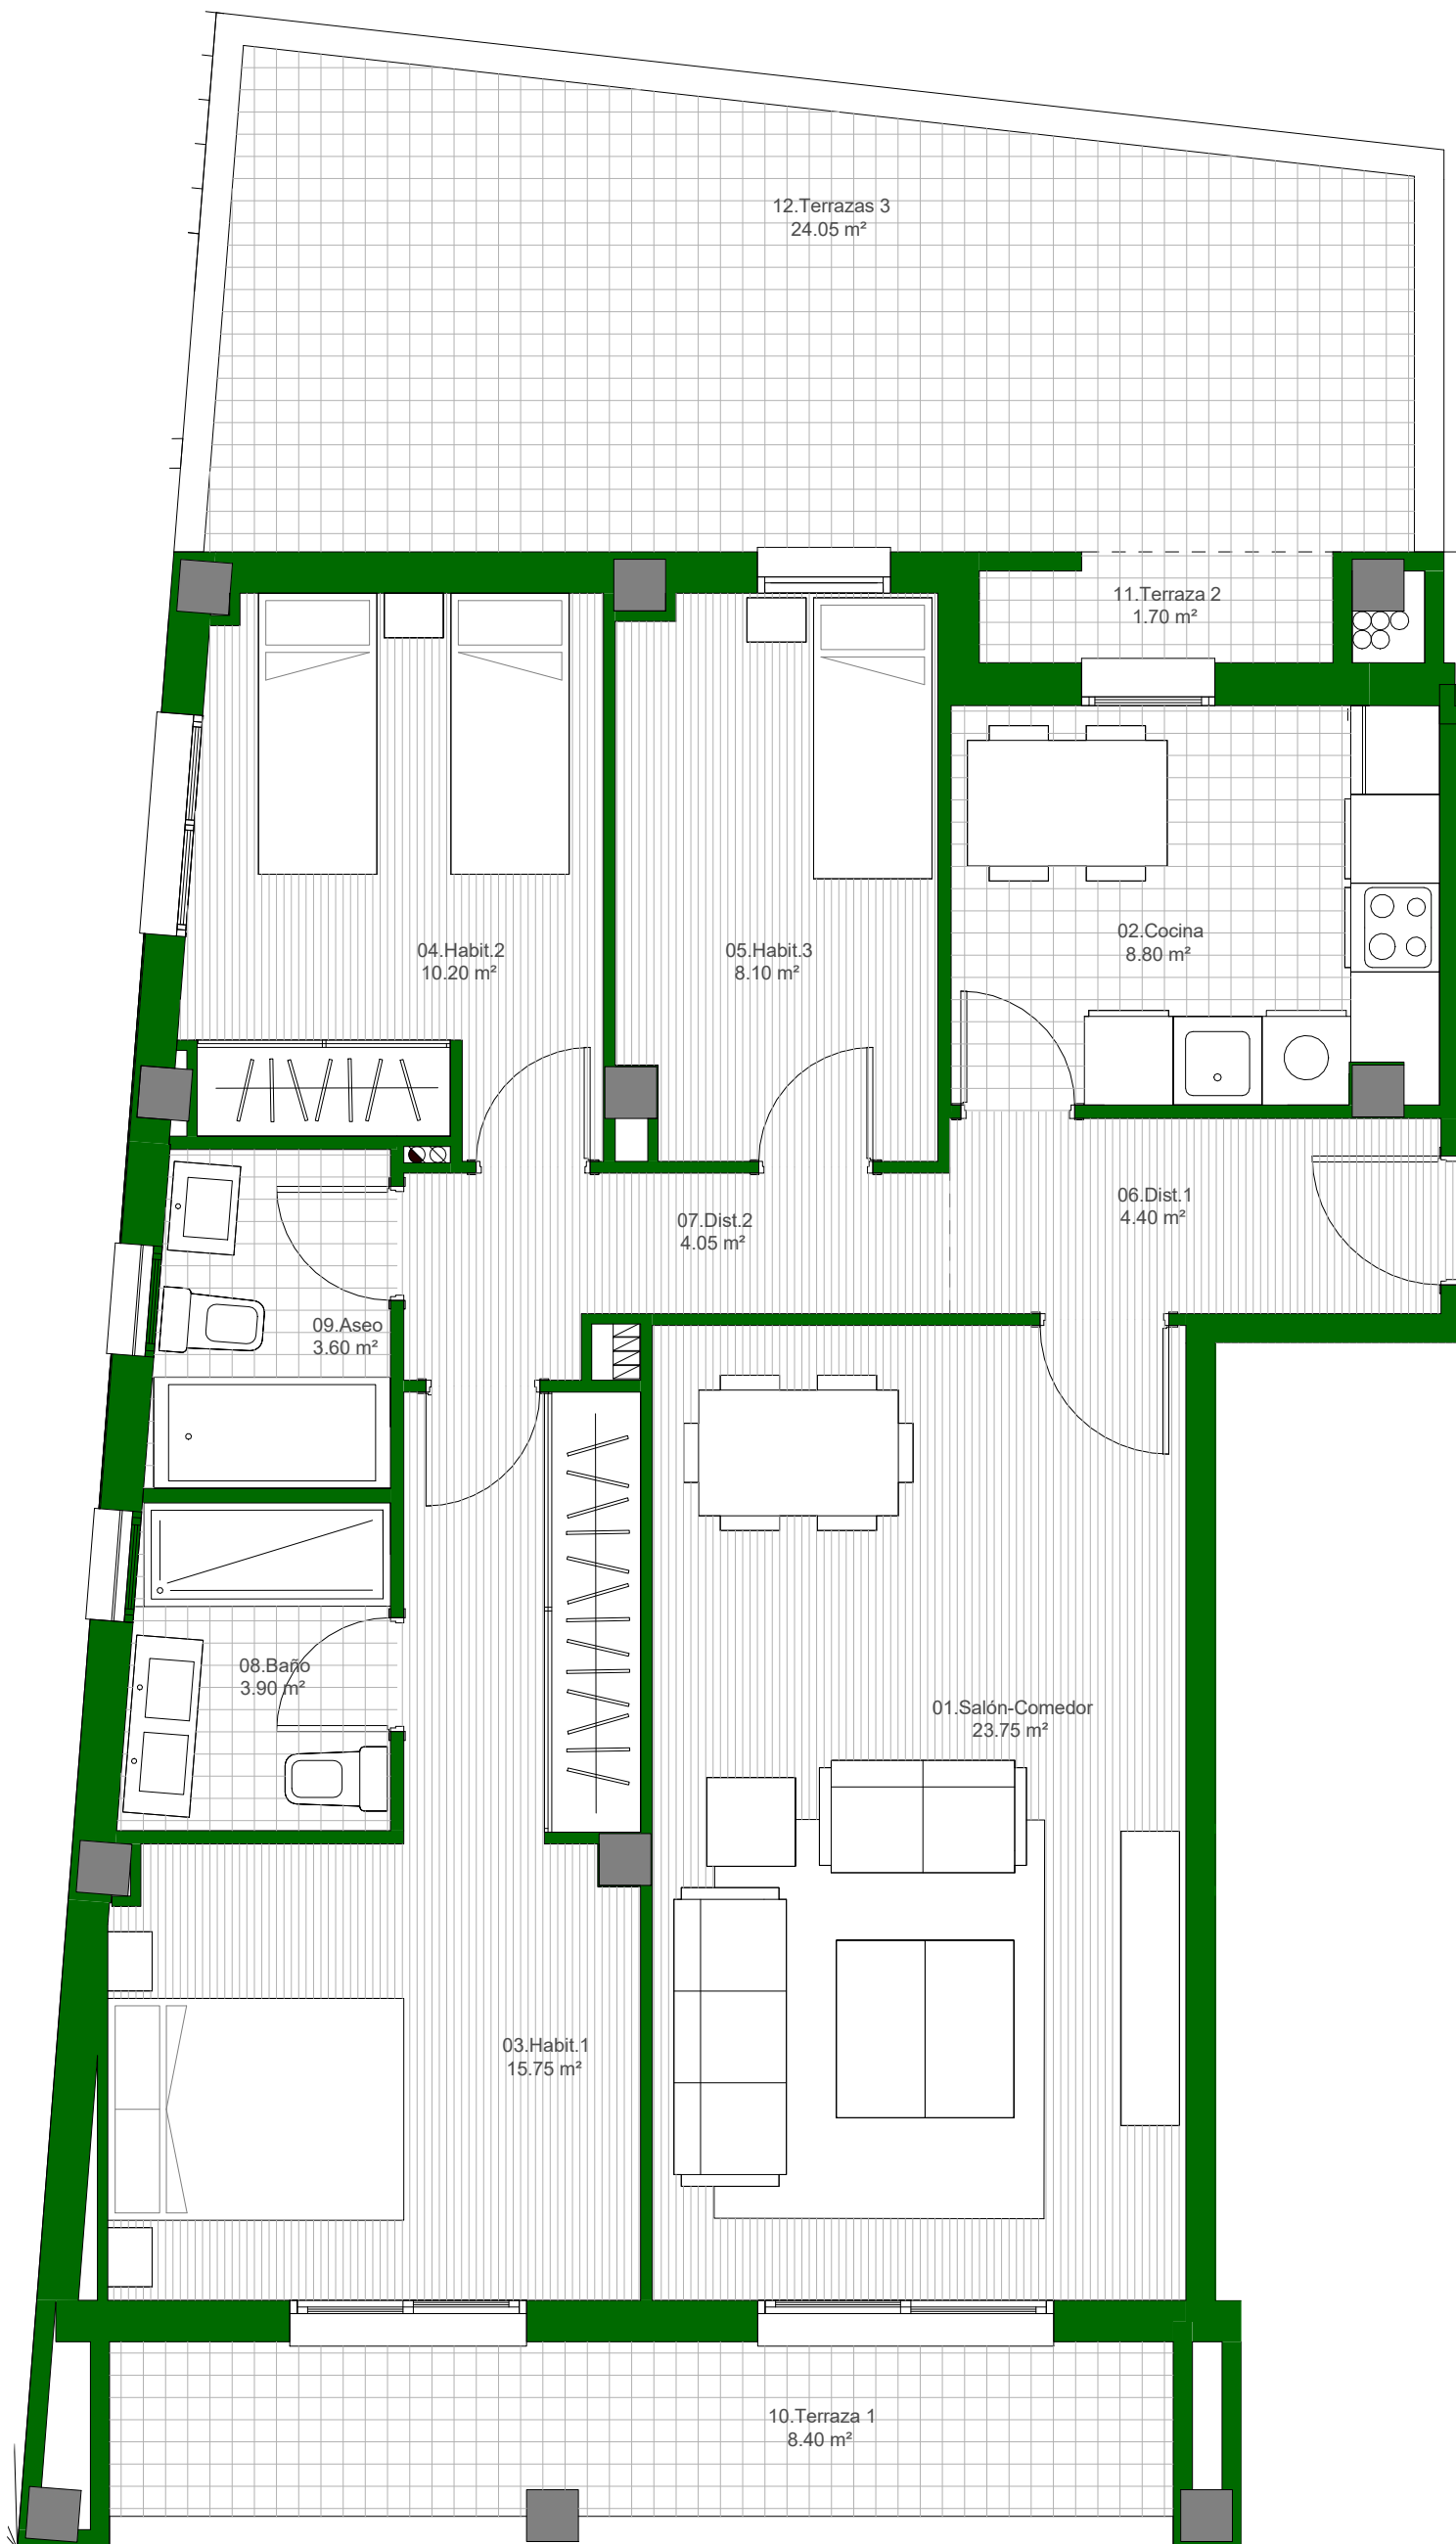 12.Terrazas 3
24.05 m²
11.Terraza 2
1.70 m²
04.Habit.2
10.20 m²
05.Habit.3
8.10 m²
02.Cocina
8.80 m²
07.Dist.2
4.05 m²
06.Dist.1
4.40 m²
09.Aseo
3.60 m²
08.Baño
3.90 m²
01.Salón-Comedor
23.75 m²
03.Habit.1
15.75 m²
10.Terraza 1
8.40 m²